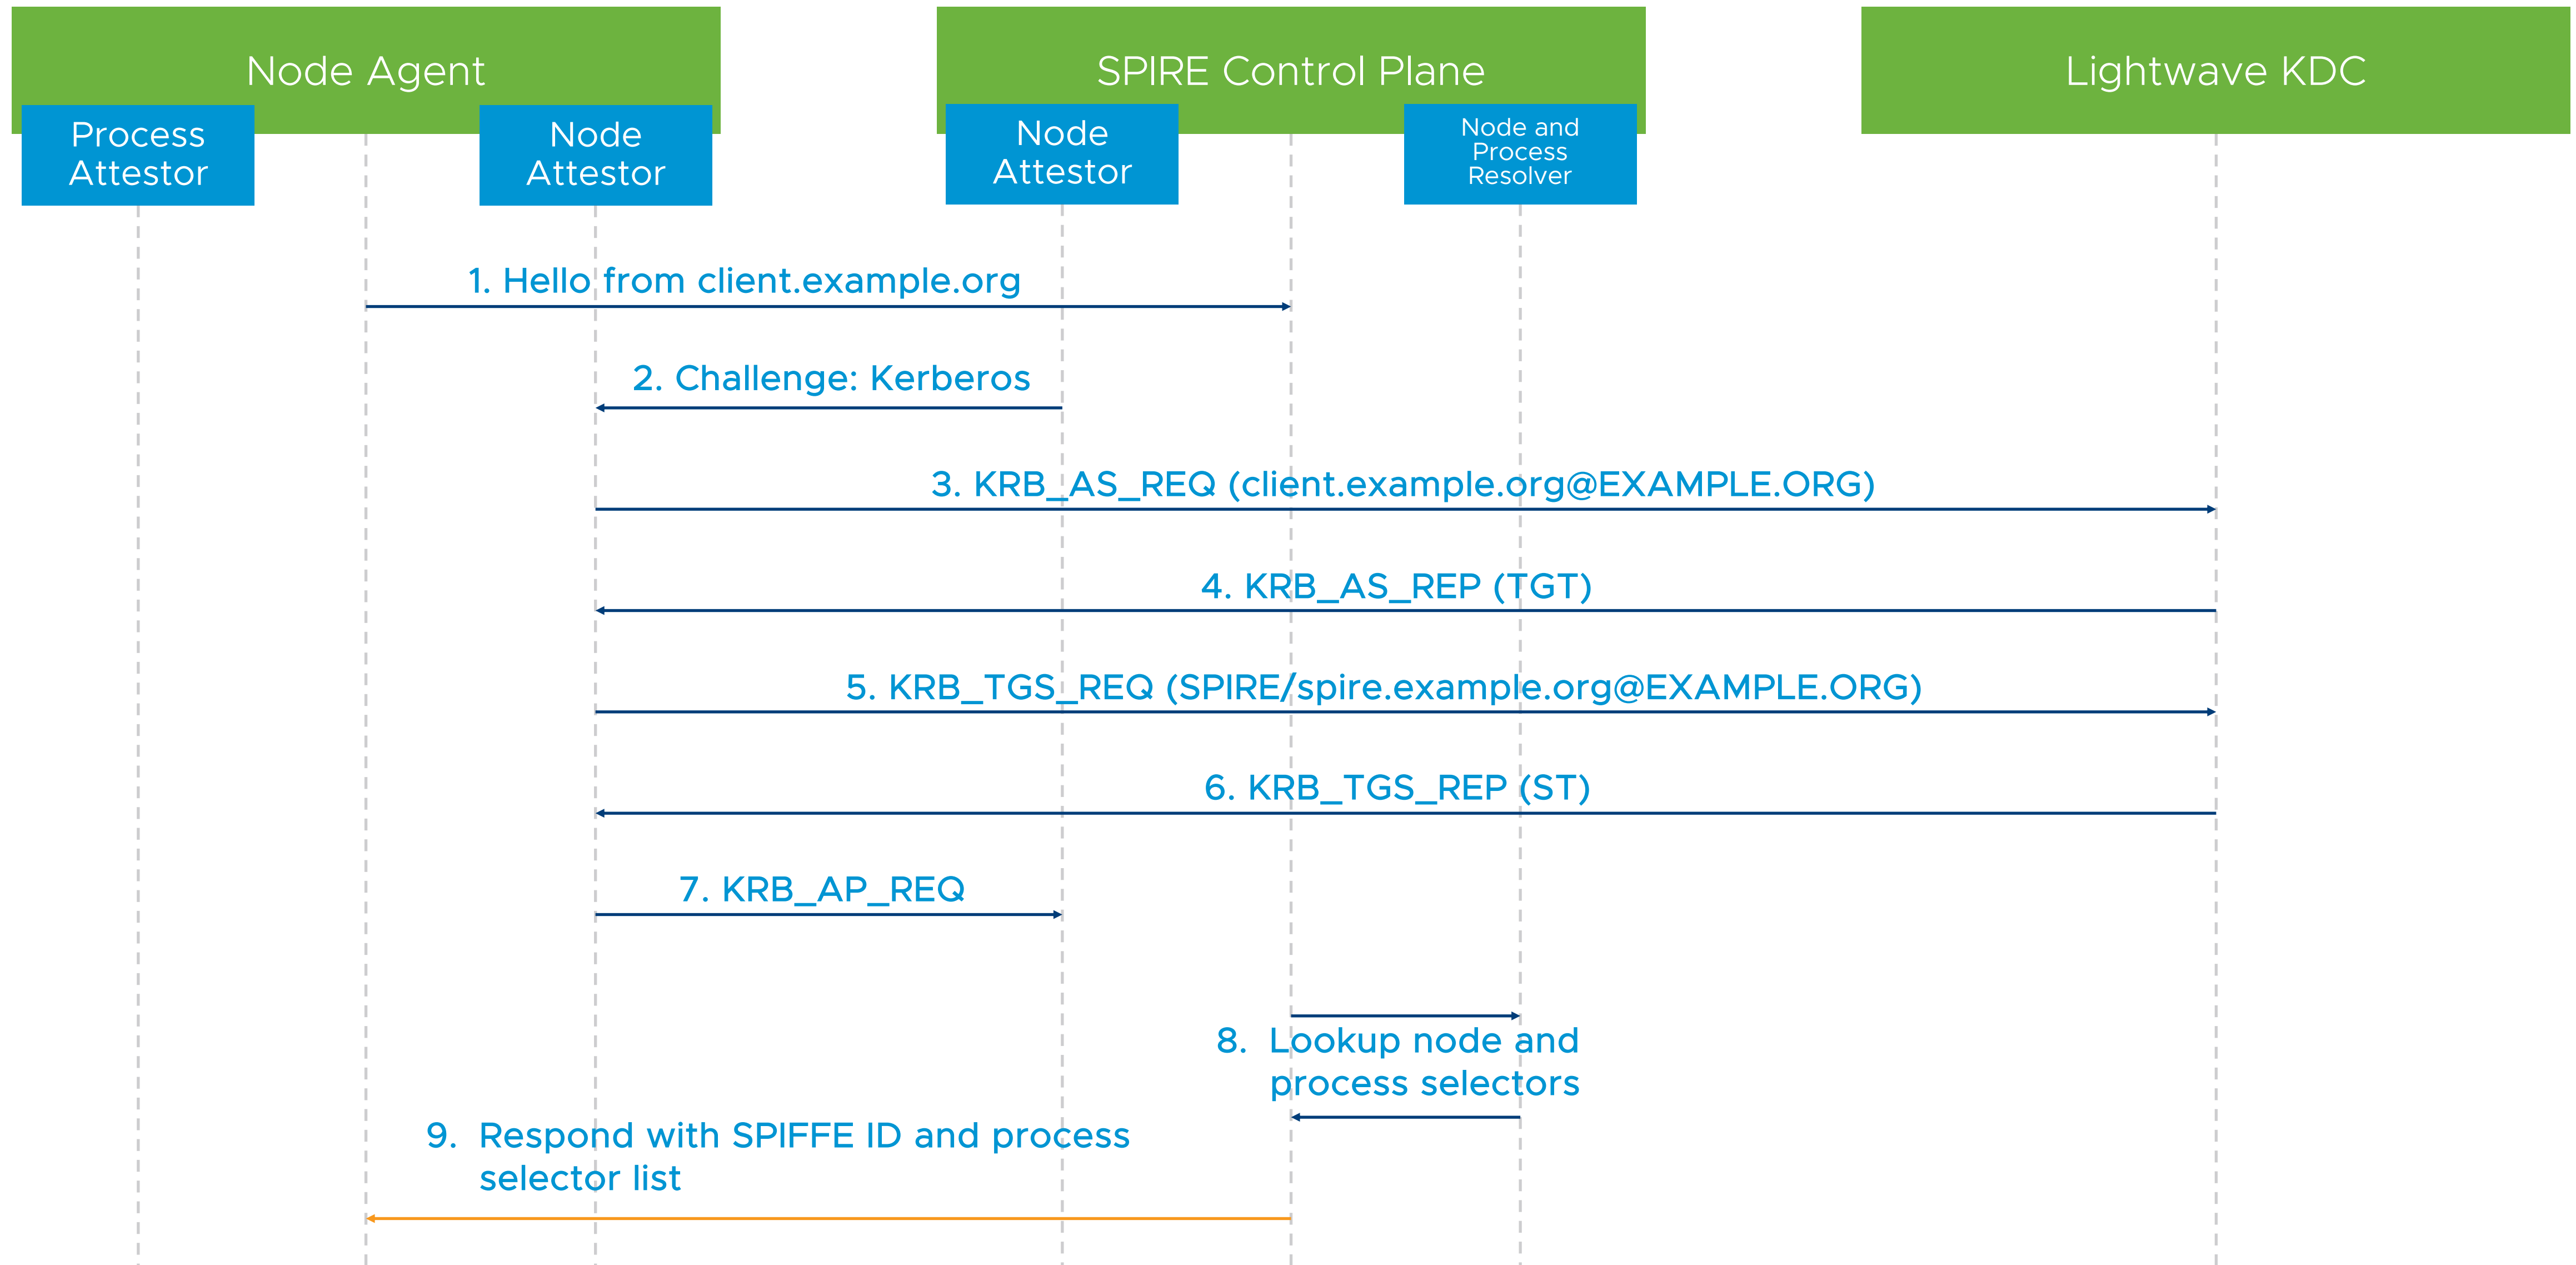 Node Agent
SPIRE Control Plane
Lightwave KDC
Process
Attestor
Node
Attestor
Node
Attestor
Node and
Process
Resolver
1. Hello from client.example.org
2. Challenge: Kerberos
3. KRB_AS_REQ (client.example.org@EXAMPLE.ORG)
4. KRB_AS_REP (TGT)
5. KRB_TGS_REQ (SPIRE/spire.example.org@EXAMPLE.ORG)
6. KRB_TGS_REP (ST)
7. KRB_AP_REQ
8. Lookup node and
process selectors
9. Respond with SPIFFE ID and process
selector list